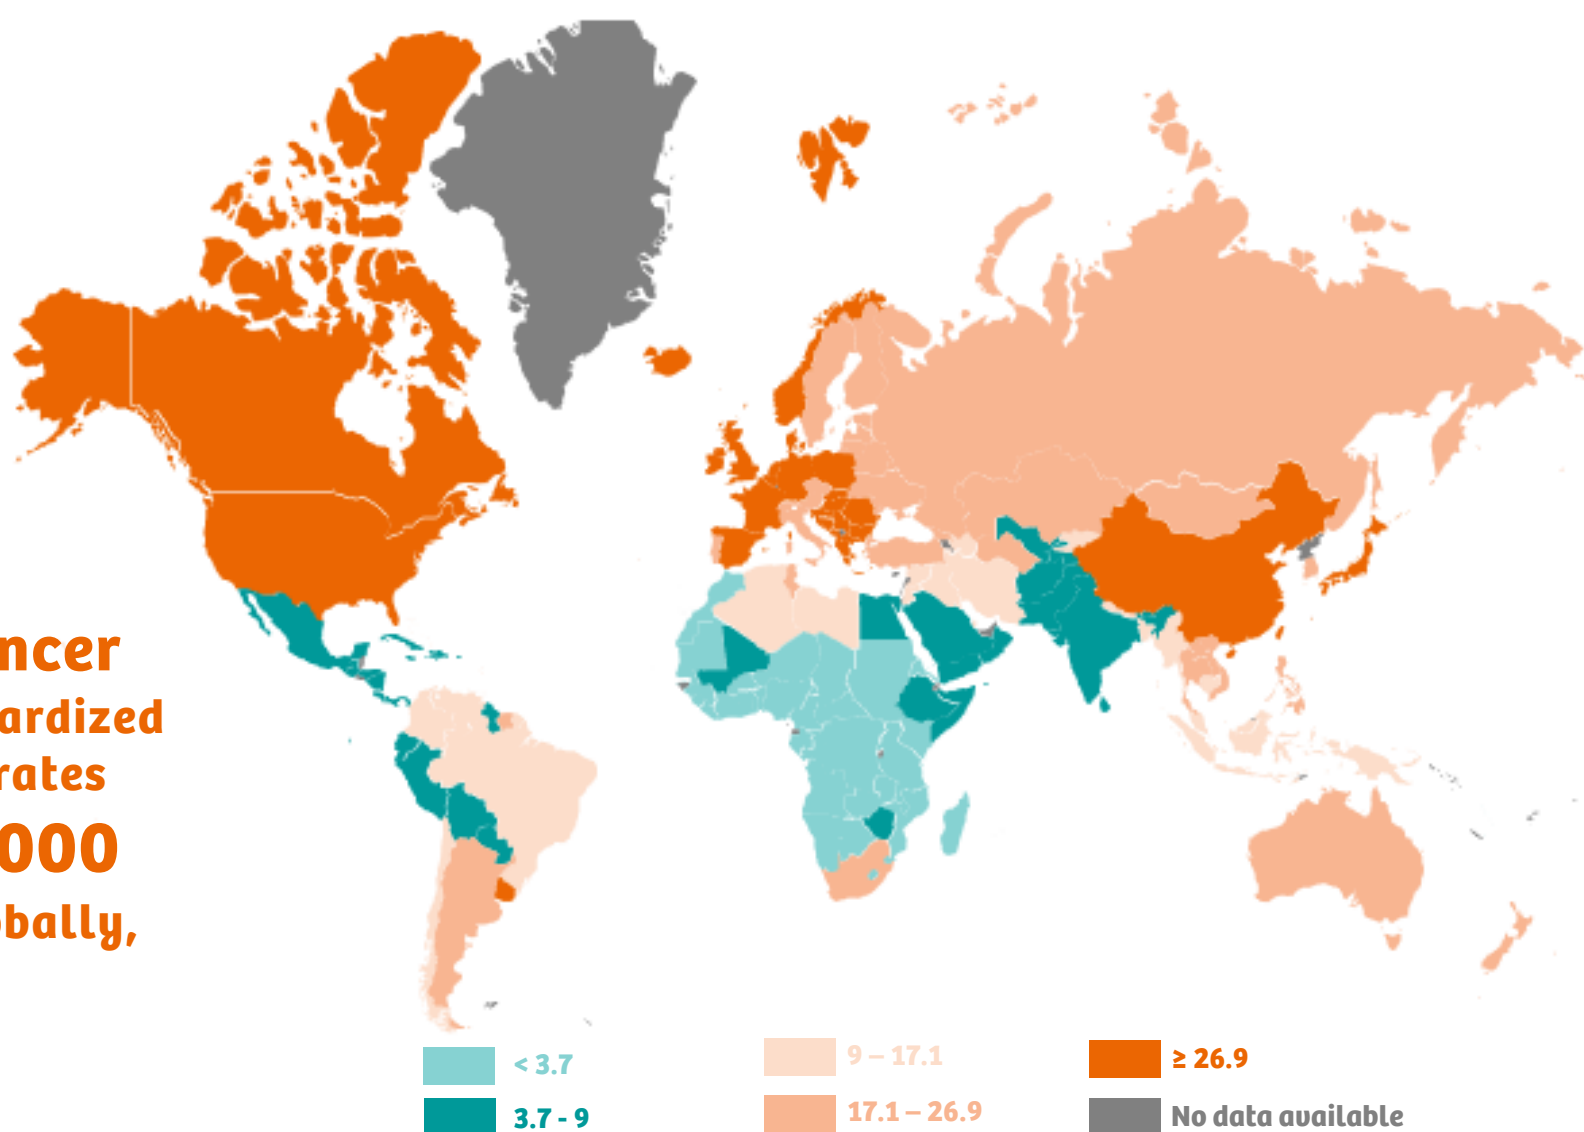 ncer
ardized
rates
000
bally,
< 3.7
3.7 - 9
9 – 17.1
17.1 – 26.9
≥ 26.9
No data available